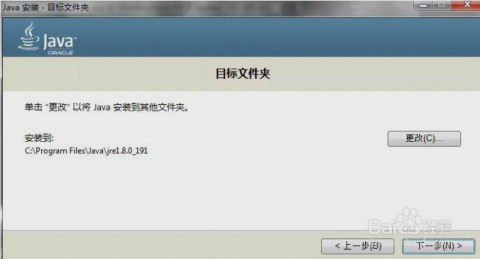 Java 安装 - 目标文件夹
Java
ORACLE
目标文件夹
单击 "更改" 以将 Java 安装到其他文件夹。
安装到:
更改(C)...
C:\Program Files\Java\jre1.8.0_191
Baidu 经验
< 上一步(B)
下一步(N) >